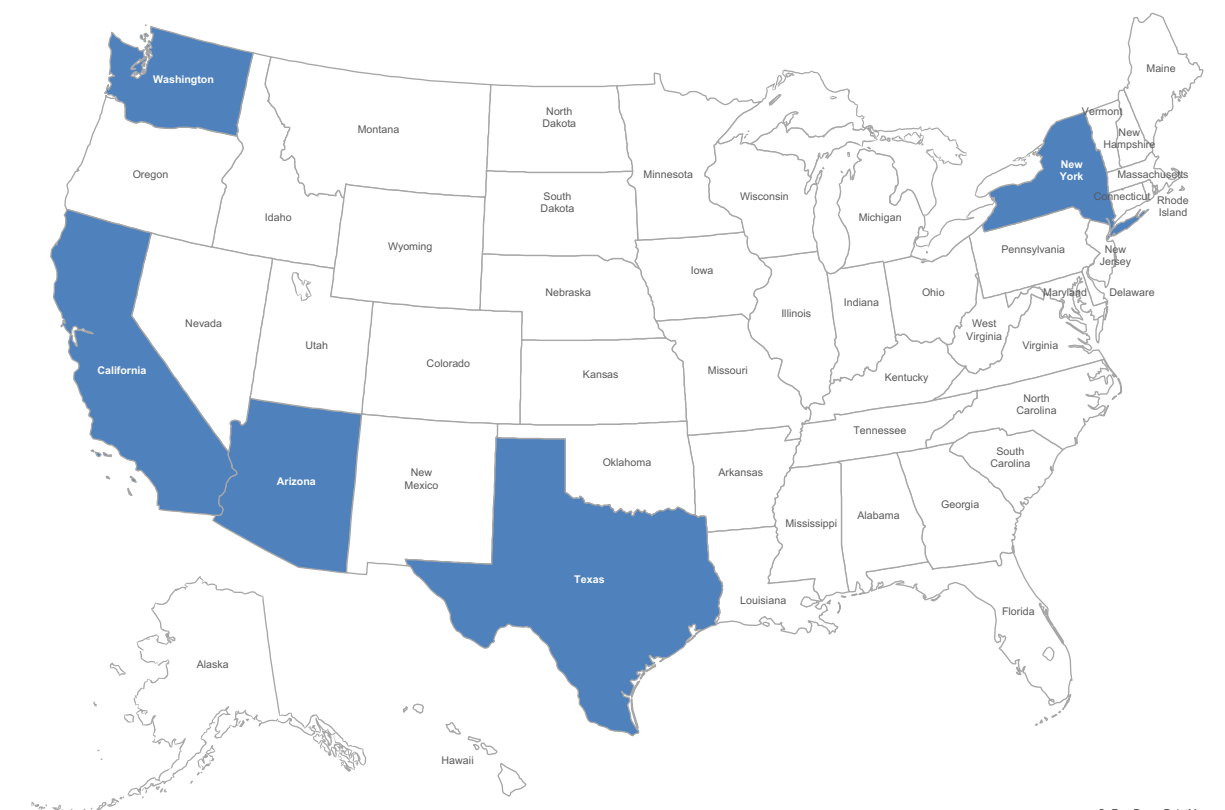 Maine
Washington
Vermont
North
Dakota
Montana
New
Hampshire
New
York
Oregon
Minnesota
Massachusetts
Wisconsin
South
Dakota
Connecticut
Rhode
Island
Idaho
Michigan
Wyoming
Pennsylvania
New
Jersey
Iowa
Nebraska
Ohio
Maryland
Delaware
Indiana
Illinois
Nevada
West
Virginia
Utah
Virginia
Colorado
California
Kansas
Missouri
Kentucky
North
Carolina
Tennessee
South
Carolina
Oklahoma
Arkansas
New
Mexico
Arizona
Georgia
Alabama
Mississippi
Texas
Louisiana
Florida
Alaska
Hawaii